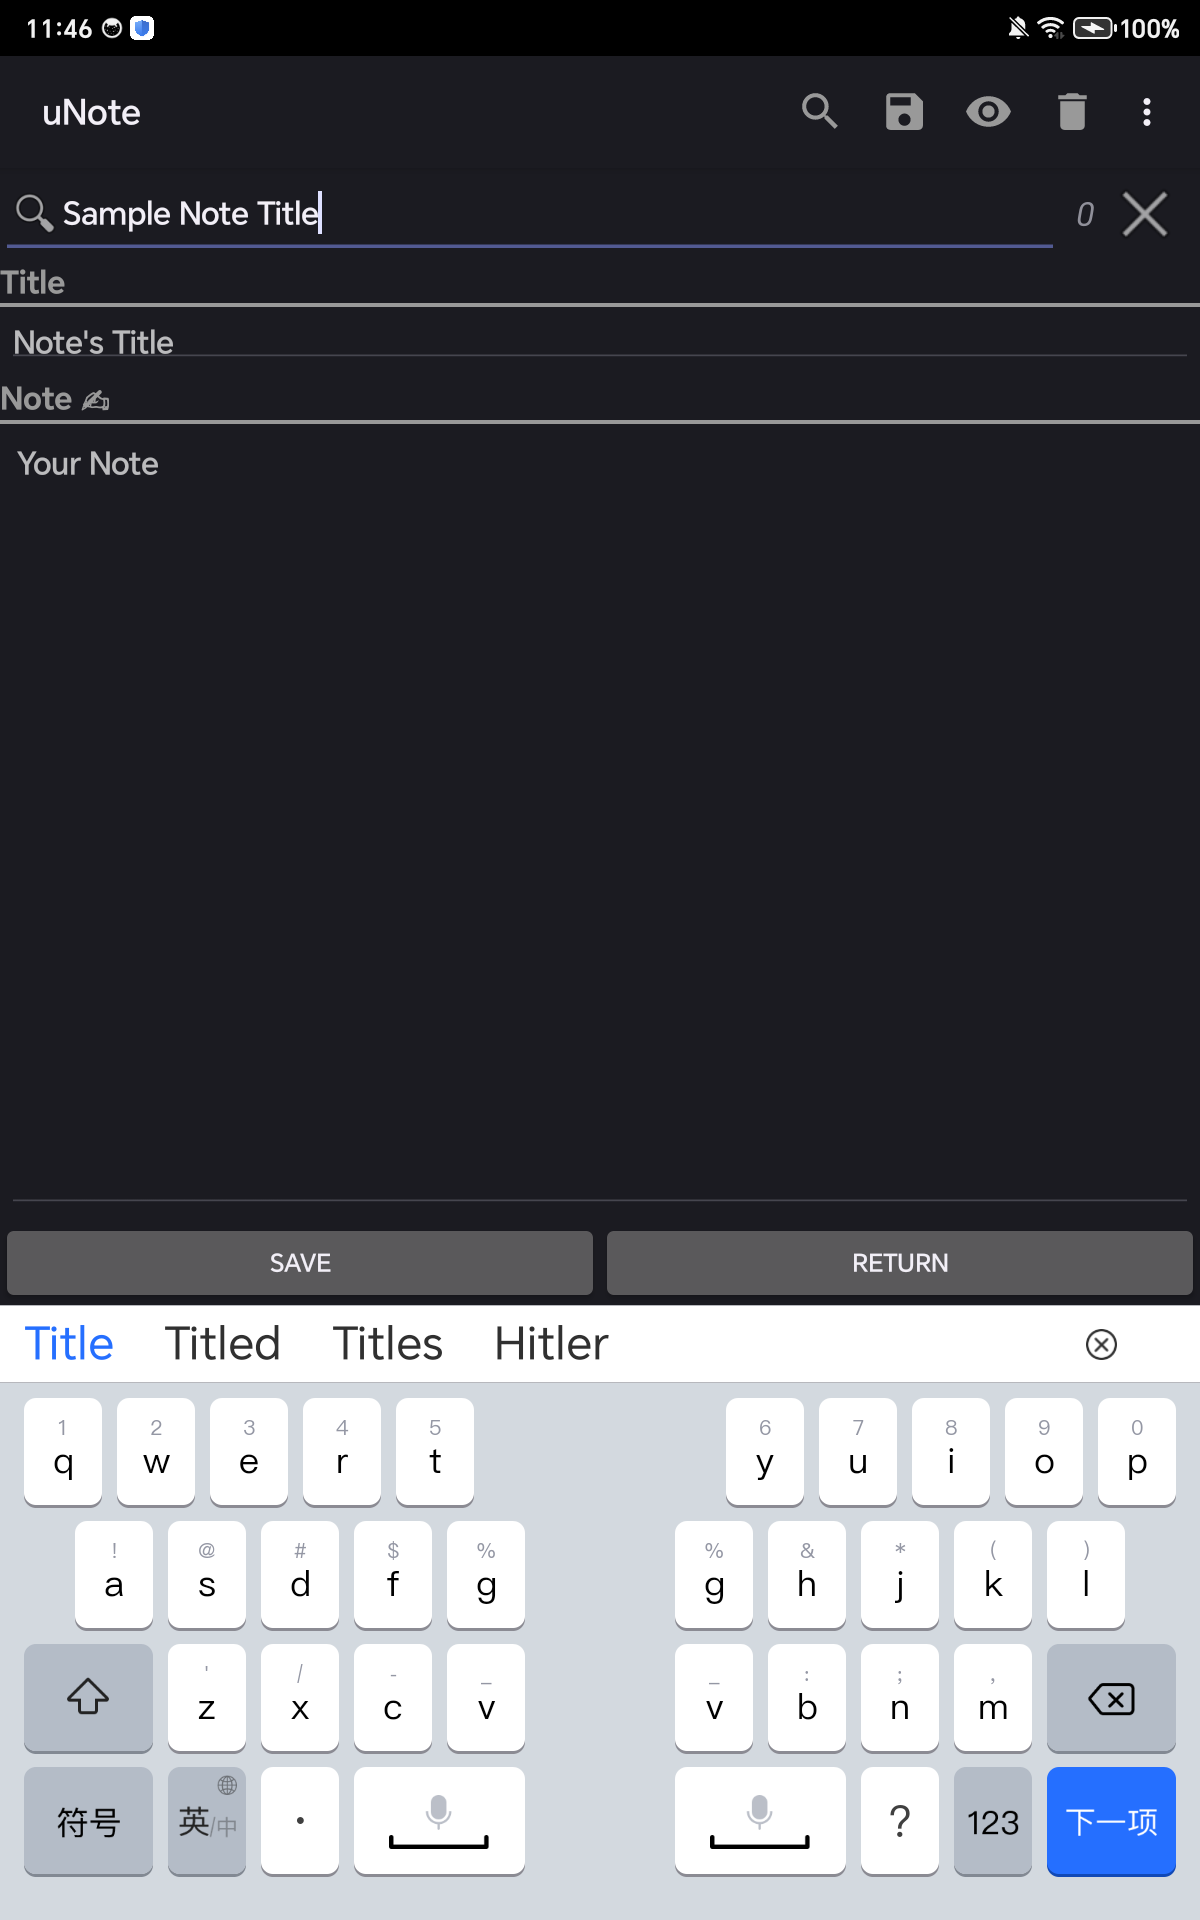 11:46 100%
uNote
Sample Note Title 0
Title
Note's Title
Note ✍
Your Note
SAVE RETURN
Title Titled Titles Hitler
1 2 3 4 5 6 7 8 9 0
q w e r t y u i o p
! @ # $ % % & * ( )
a s d f g g h j k l
' / - _ _ : ; ,
z x c v v b n m
符号 英/中 · ? 123 下一项